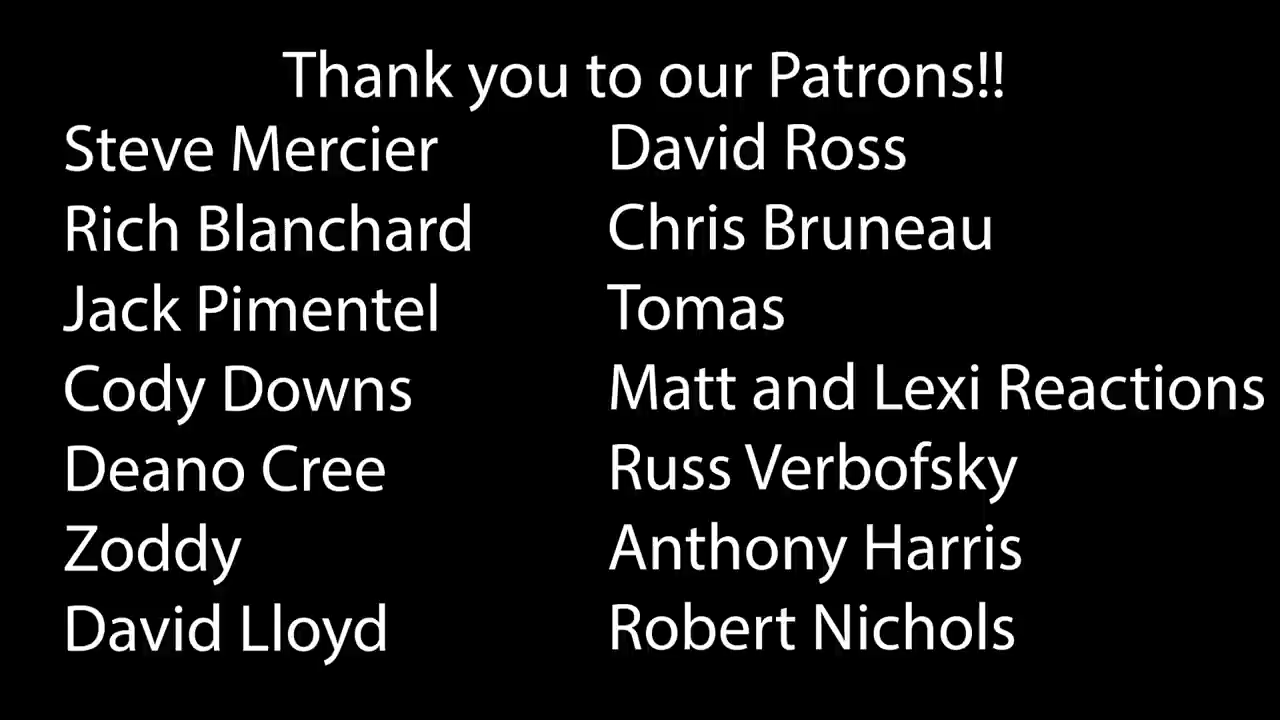 Thank you to our Patrons!!
Steve Mercier
Rich Blanchard
Jack Pimentel
Cody Downs
Deano Cree
Zoddy
David Lloyd
David Ross
Chris Bruneau
Tomas
Matt and Lexi Reactions
Russ Verbofsky
Anthony Harris
Robert Nichols